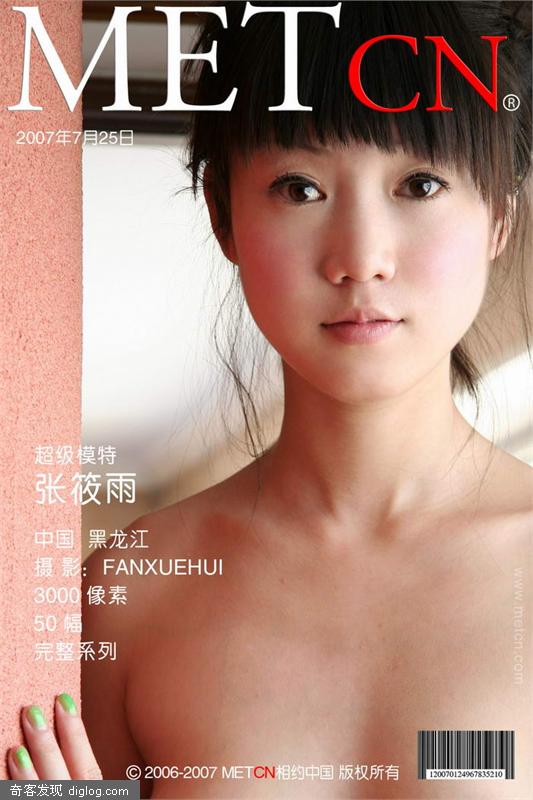 METCN®
2007年7月25日
超级模特
张筱雨
中国 黑龙江
摄 影：FANXUEHUI
3000 像素
50 幅
完整系列
www.metcn.com
120070124967835210
© 2006-2007 METCN相约中国 版权所有
奇客发现 diglog.com